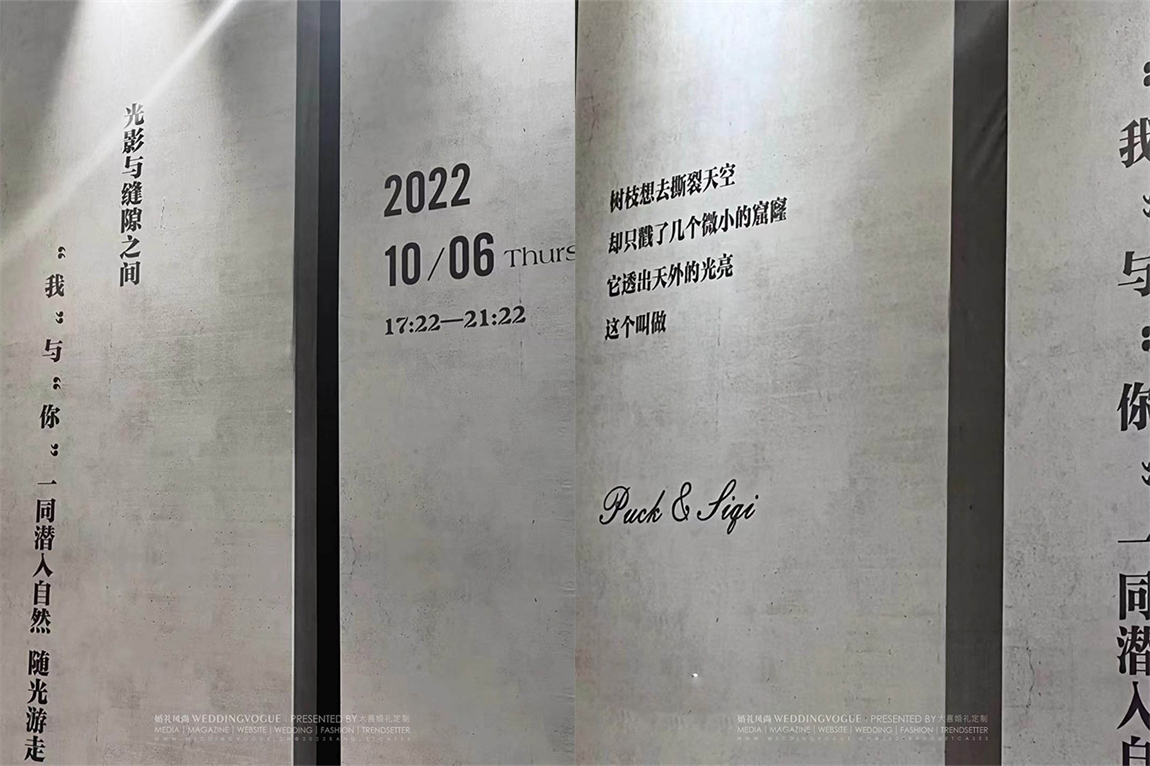 光影与缝隙之间
“我”与“你”一同潜入自然 随光游走
2022
10/06 Thurs
17:22—21:22
婚礼风尚 WEDDINGVOGUE | PRESENTED BY 大喜婚礼定制
MEDIA | MAGAZINE | WEBSITE | WEDDING | FASHION | TRENDSETTER
树枝想去撕裂天空
却只戳了几个微小的窟窿
它透出天外的光亮
这个叫做
Puck & Siqi
婚礼风尚 WEDDINGVOGUE | PRESENTED BY 大喜婚礼定制
MEDIA | MAGAZINE | WEBSITE | WEDDING | FASHION | TRENDSETTER
“我”与“你”一同潜入自